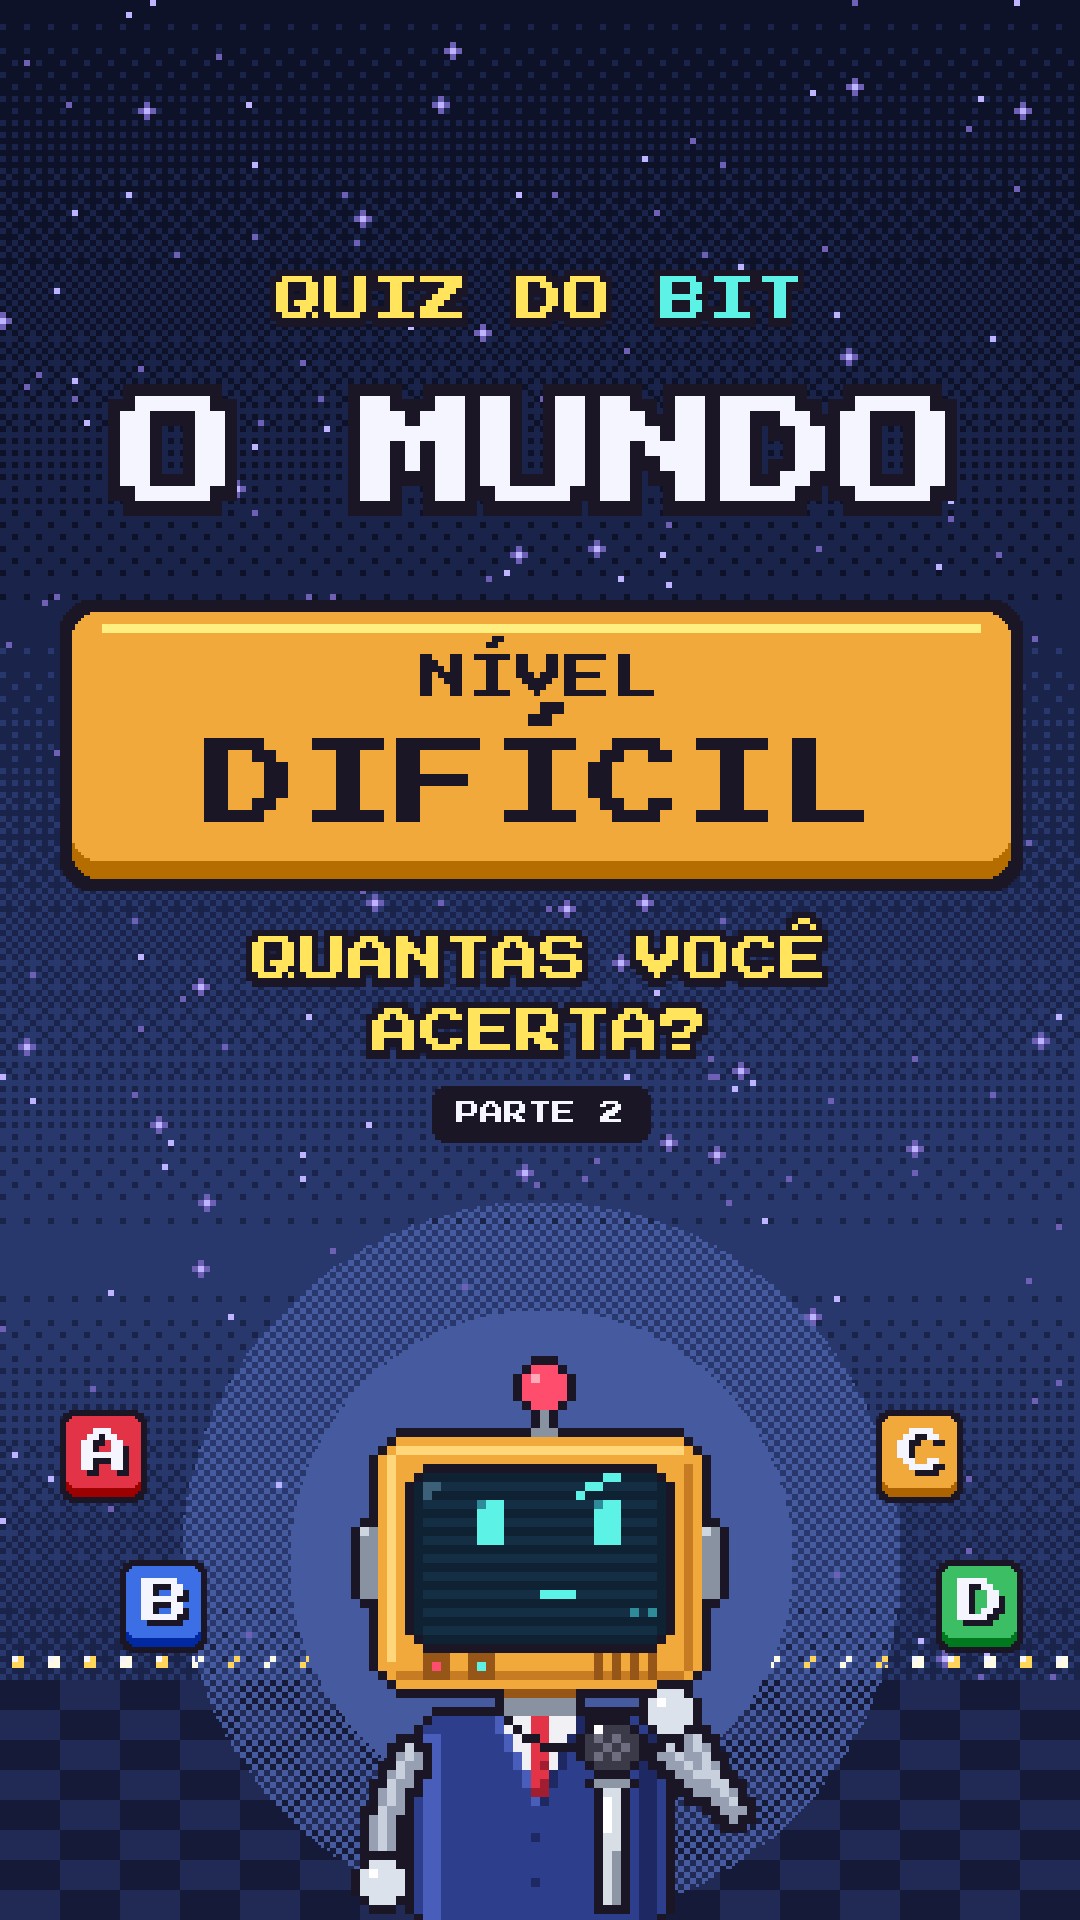 QUIZ DO BIT
O MUNDO
NÍVEL
DIFÍCIL
QUANTAS VOCÊ
ACERTA?
PARTE 2
A
C
B
D